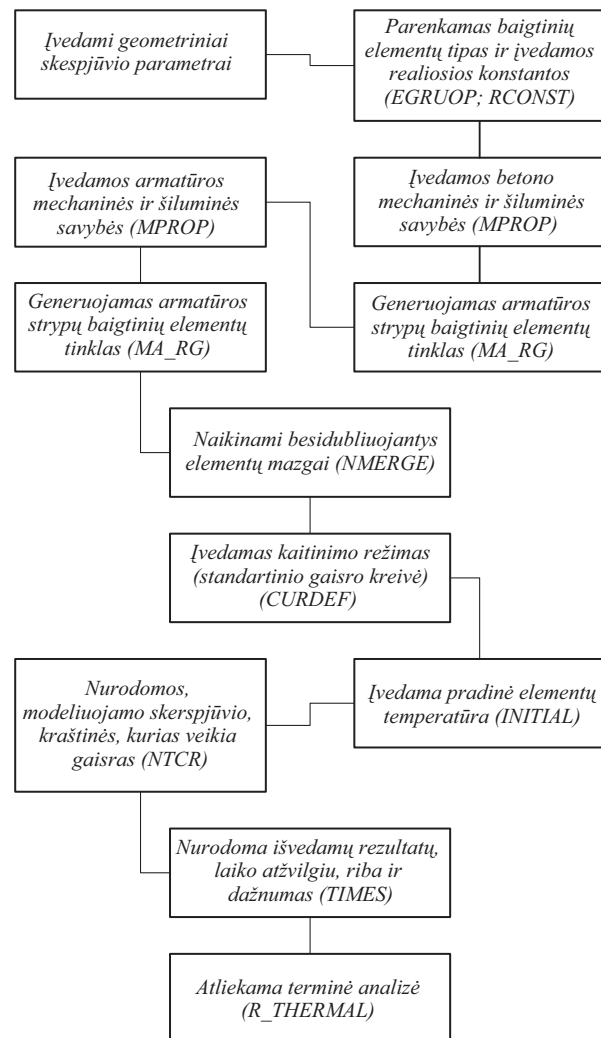 Įvedami geometriniai
skespjūvio parametrai
Parenkamas baigtinių
elementų tipas ir įvedamos
realiosios konstantos
(EGRUOP; RCONST)
Įvedamos armatūros
mechaninės ir šiluminės
savybės (MPROP)
Įvedamos betono
mechaninės ir šiluminės
savybės (MPROP)
Generuojamas armatūros
strypų baigtinių elementų
tinklas (MA_RG)
Generuojamas armatūros
strypų baigtinių elementų
tinklas (MA_RG)
Naikinami besidubliuojantys
elementų mazgai (NMERGE)
Įvedamas kaitinimo režimas
(standartinio gaisro kreivė)
(CURDEF)
Nurodomos,
modeliuojamo skerspjūvio,
kraštinės, kurias veikia
gaisras (NTCR)
Įvedama pradinė elementų
temperatūra (INITIAL)
Nurodoma išvedamų rezultatų,
laiko atžvilgiu, riba ir
dažnumas (TIMES)
Atliekama terminė analizė
(R_THERMAL)